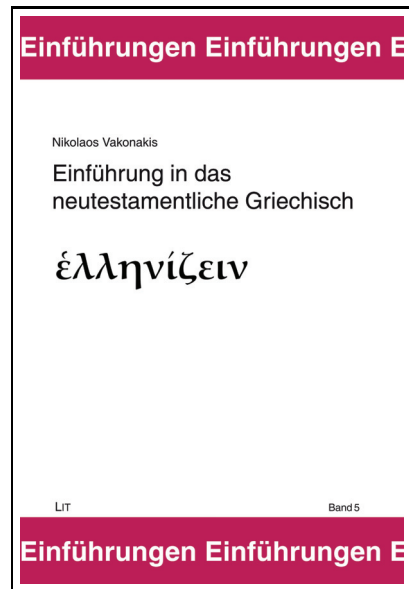 Einführungen Einführungen E
Nikolaos Vakonakis
Einführung in das
neutestamentliche Griechisch
ἑλληνίζειν
LIT Band 5
Einführungen Einführungen E